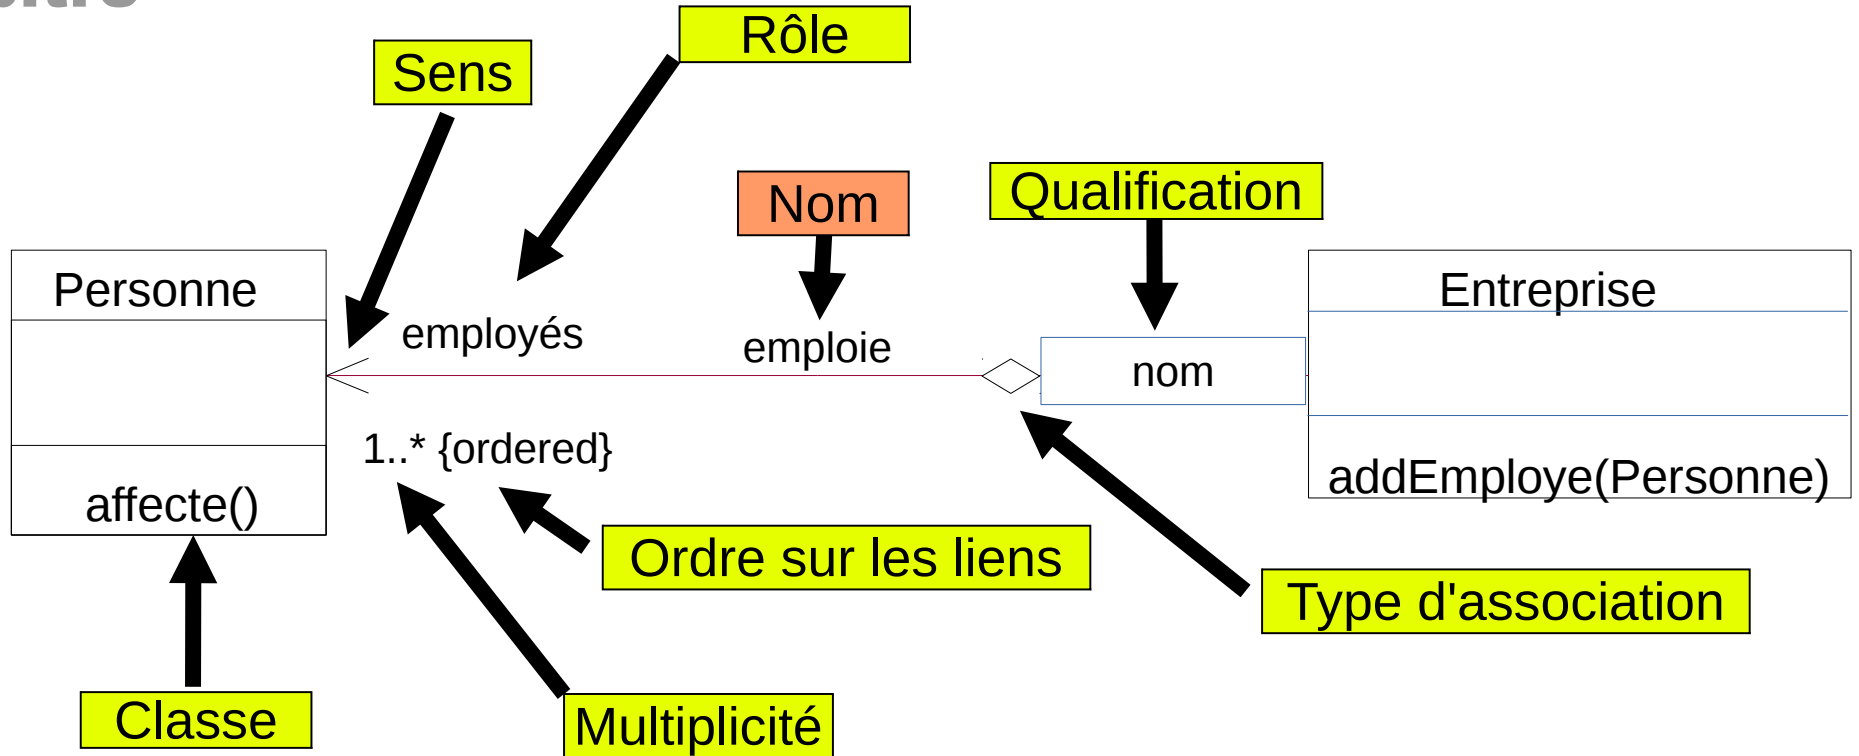 Rôle
Sens
Nom
Qualification
Personne
Entreprise
employés
emploie
nom
1..* {ordered}
addEmploye(Personne)
affecte()
Ordre sur les liens
Type d'association
Classe
Multiplicité